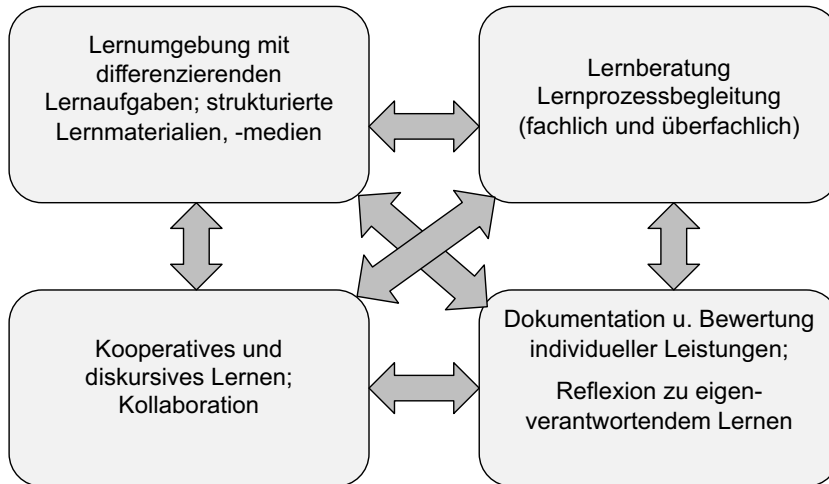 Lernumgebung mit
differenzierenden
Lernaufgaben; strukturierte
Lernmaterialien, -medien
Lernberatung
Lernprozessbegleitung
(fachlich und überfachlich)
Kooperatives und
diskursives Lernen;
Kollaboration
Dokumentation u. Bewertung
individueller Leistungen;
Reflexion zu eigen-
verantwortendem Lernen